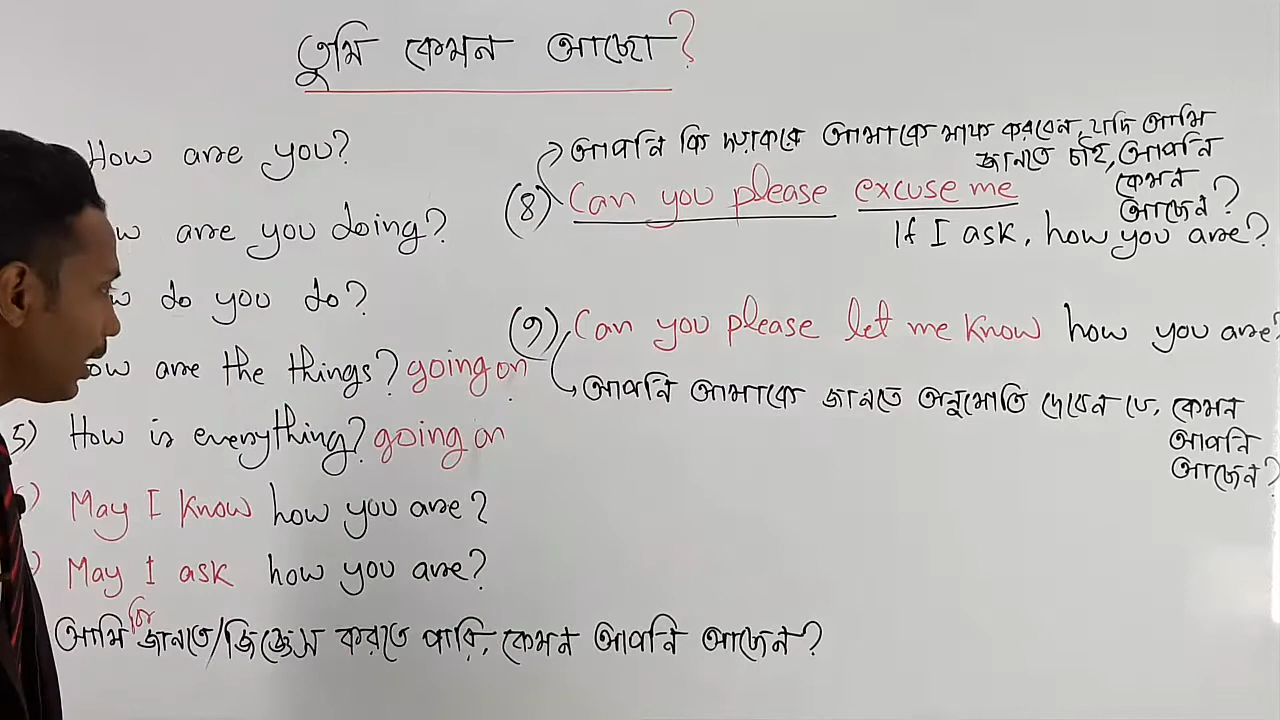 তুমি কেমন আছো?
How are you?
are you doing?
do you do?
are the things? going on
5) How is everything? going on
May I know how you are?
May I ask how you are?
আমি কি জানতে/জিজ্ঞেস করতে পারি, কেমন আপনি আছেন?
আপনি কি দয়াকরে আমাকে মাফ করবেন, যদি আমি
জানতে চাই, আপনি
কেমন
আছেন?
(8) Can you please excuse me
If I ask, how you are?
(9) Can you please let me know how you are?
আপনি আমাকে জানতে অনুমোতি দেবেন যে, কেমন
আপনি
আছেন?